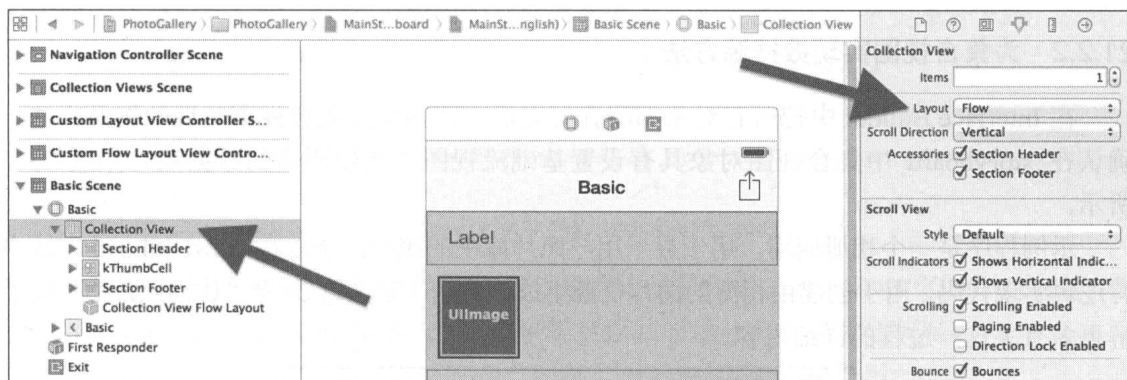 PhotoGallery PhotoGallery MainSt...board MainSt...nglish) Basic Scene Basic Collection View
Navigation Controller Scene
Collection Views Scene
Custom Layout View Controller S...
Custom Flow Layout View Contro...
Basic Scene
Basic
Collection View
Section Header
kThumbCell
Section Footer
Collection View Flow Layout
Basic
First Responder
Exit
Basic
Label
UIImage
Collection View
Items 1
Layout Flow
Scroll Direction Vertical
Accessories Section Header
Section Footer
Scroll View
Style Default
Scroll Indicators Shows Horizontal Indic...
Shows Vertical Indicator
Scrolling Scrolling Enabled
Paging Enabled
Direction Lock Enabled
Bounce Bounces